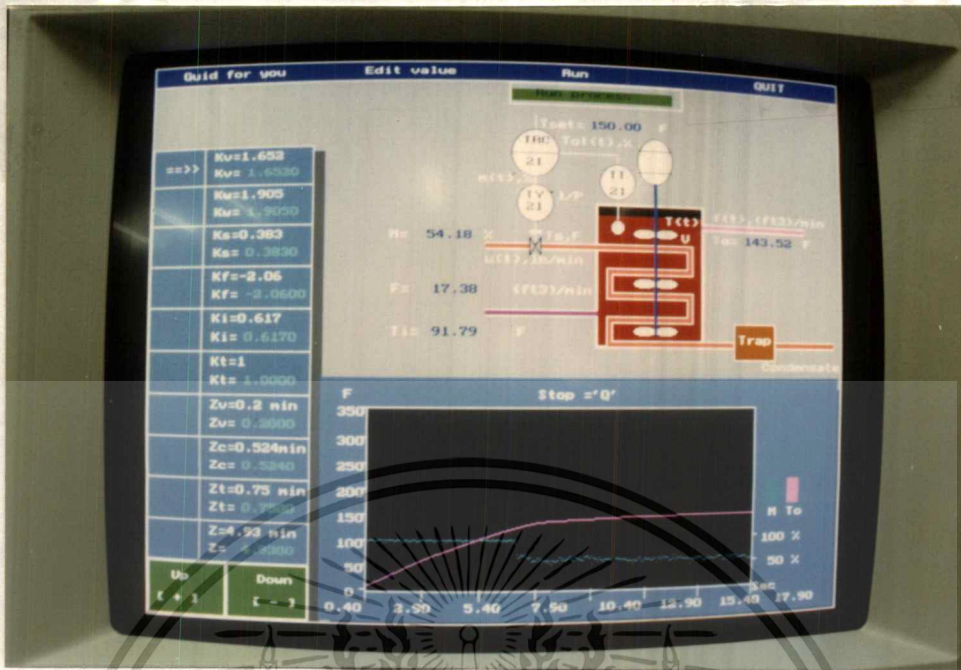 Guid for you Edit value Run QUIT
Run process
Tset= 150.00 F
TRC
21
Tot(t),%
TI
21
TY
21
I/P
M= 54.18 %
To,F
T(t)
V
f(t),(ft3)/min
To= 143.52 F
F= 17.38 (ft3)/min
Ti= 91.79 F
Trap
Condensate
==>> Kv=1.652
Kv= 1.6520
Kw=1.905
Kw= 1.9050
Ks=0.383
Ks= 0.3830
Kf=-2.06
Kf= -2.0600
Ki=0.617
Ki= 0.6170
Kt=1
Kt= 1.0000
Zv=0.2 min
Zv= 0.2000
Zc=0.524min
Zc= 0.5240
Zt=0.75 min
Zt= 0.7500
Z=4.93 min
Z= 4.9300
Up
[ + ]
Down
[ - ]
F
Stop ='Q'
350
300
250
200
150
100
50
0
M To
100 %
50 %
Sec
0.40 2.90 5.40 7.90 10.40 12.90 15.40 17.90